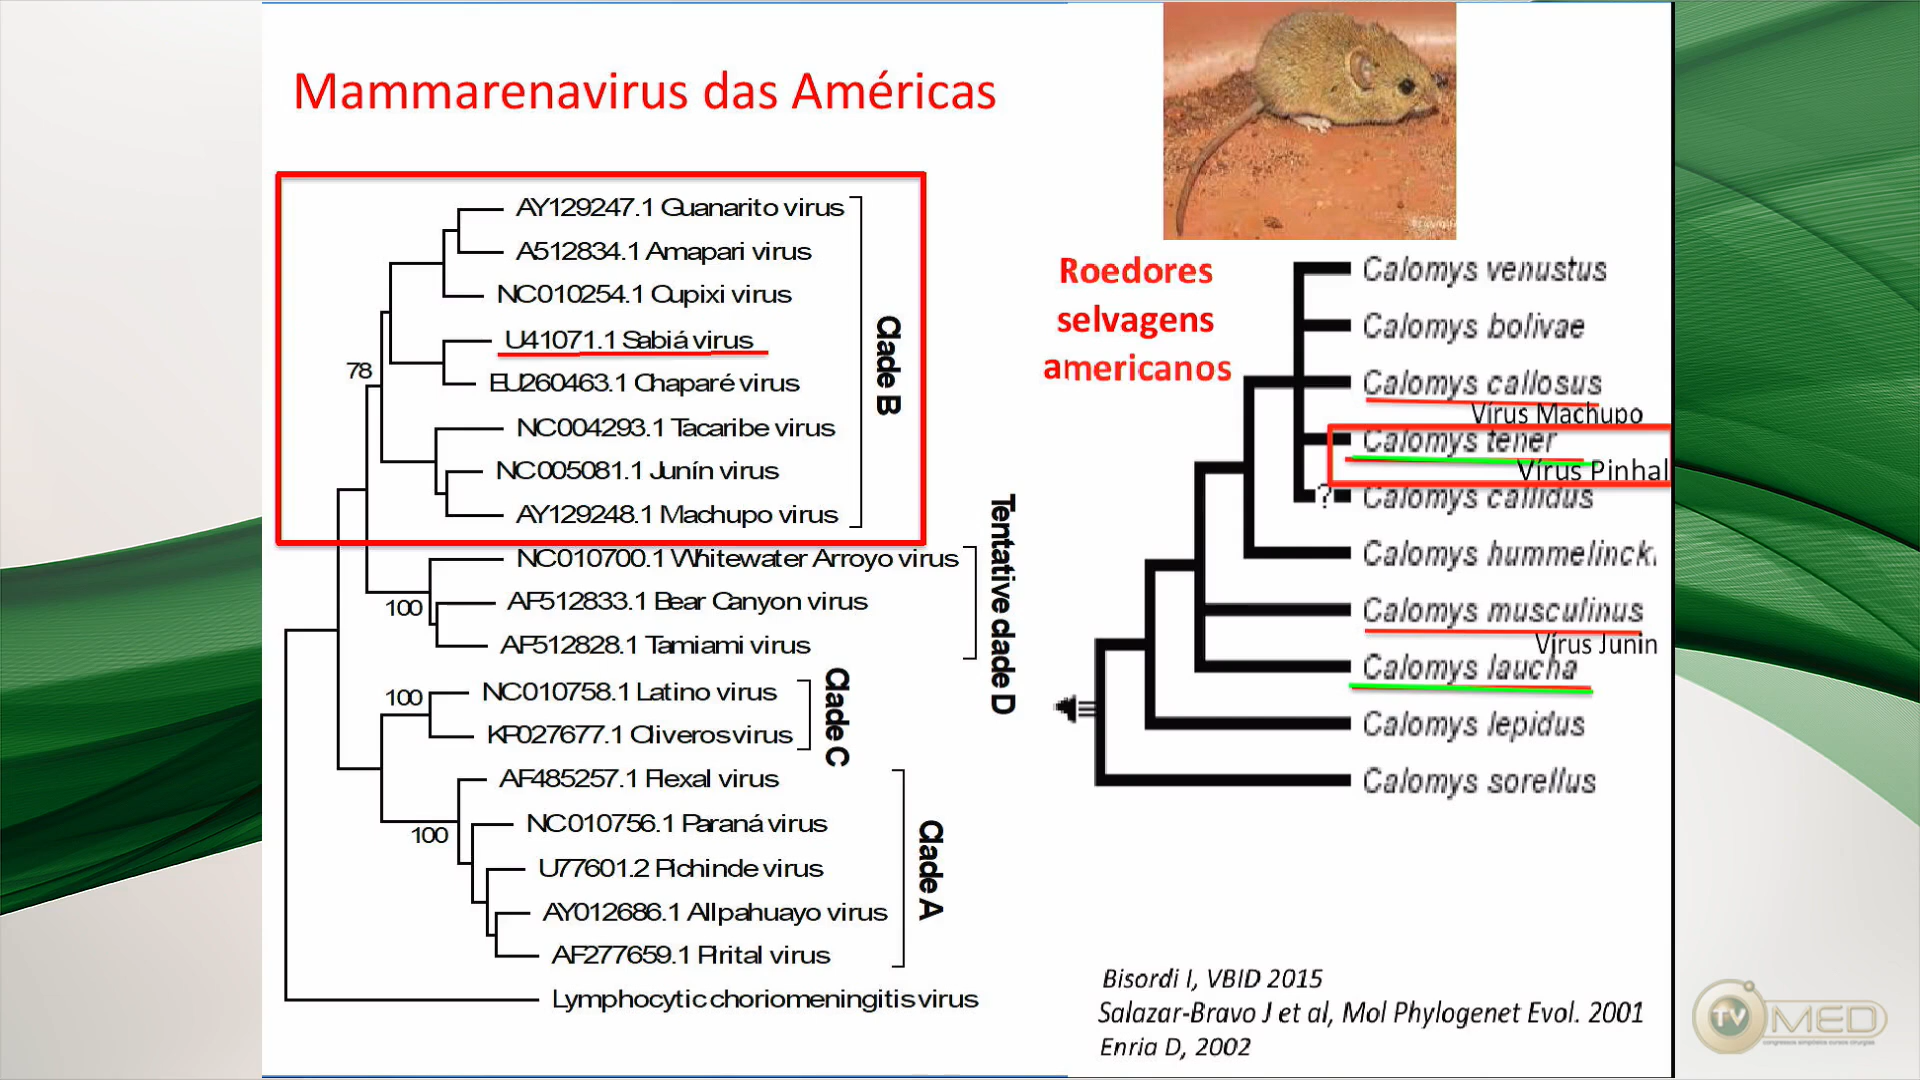 Mammarenavirus das Américas
AY129247.1 Guanarito virus
A512834.1 Amapari virus
NC010254.1 Cupixi virus
U41071.1 Sabiá virus
EU260463.1 Chaparé virus
NC004293.1 Tacaribe virus
NC005081.1 Junín virus
AY129248.1 Machupo virus
Clade B
78
NC010700.1 Whitewater Arroyo virus
AF512833.1 Bear Canyon virus
AF512828.1 Tamiami virus
100
Tentative clade D
NC010758.1 Latino virus
KP027677.1 Oliveros virus
100
Clade C
AF485257.1 Flexal virus
NC010756.1 Paraná virus
U77601.2 Pichinde virus
AY012686.1 Allpahuayo virus
AF277659.1 Pirital virus
100
Clade A
Lymphocytic choriomeningitis virus
Roedores
selvagens
americanos
Calomys venustus
Calomys bolivae
Calomys callosus
Vírus Machupo
Calomys tener
Vírus Pinhal
? Calomys callidus
Calomys hummelincki
Calomys musculinus
Vírus Junin
Calomys laucha
Calomys lepidus
Calomys sorellus
Bisordi I, VBID 2015
Salazar-Bravo J et al, Mol Phylogenet Evol. 2001
Enria D, 2002
TV MED